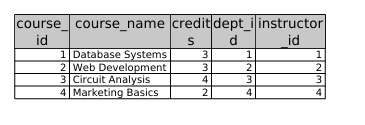 course_id course_name credits dept_id instructor_id
1 Database Systems 3 1 1
2 Web Development 3 2 2
3 Circuit Analysis 4 3 3
4 Marketing Basics 2 4 4